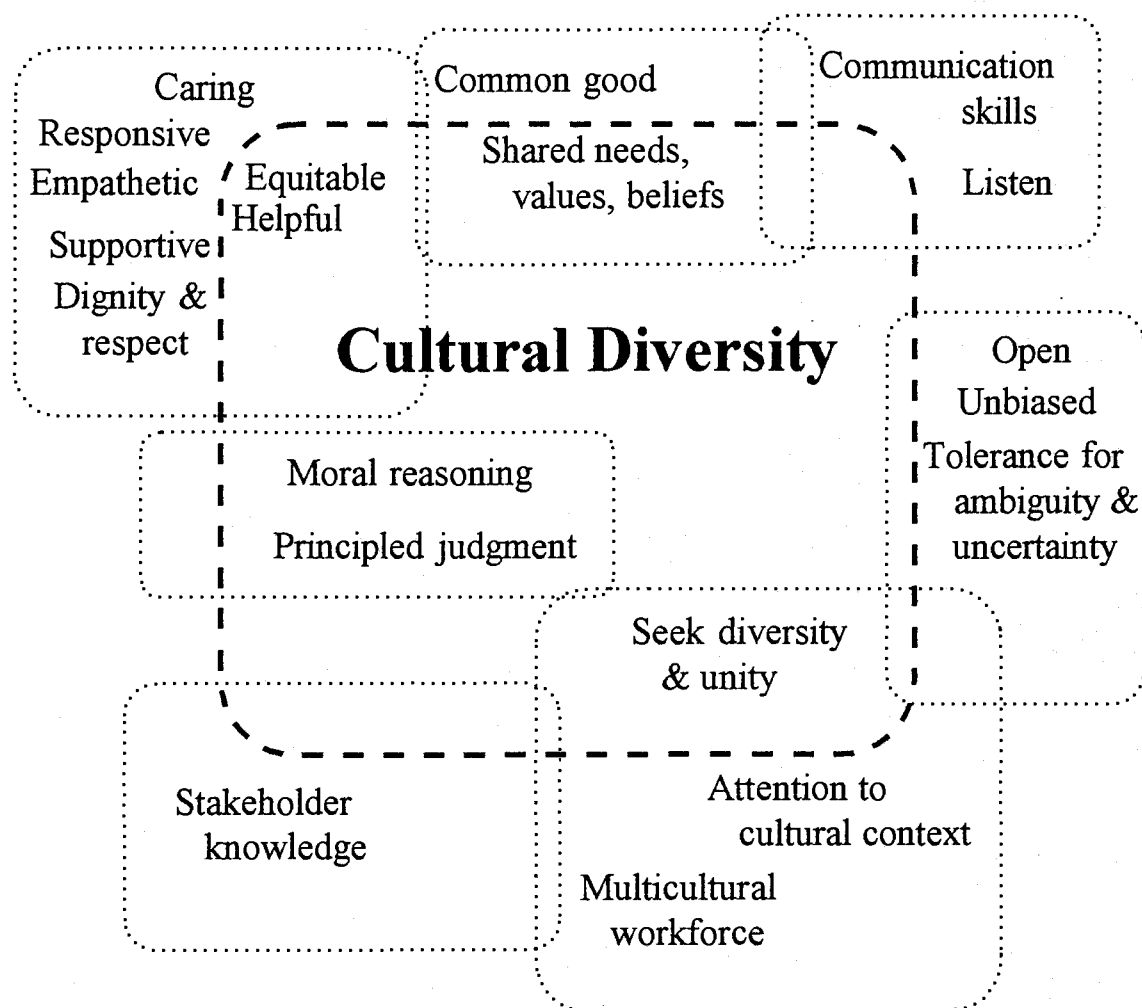 Caring
Responsive
Empathetic
Supportive
Dignity &
respect
Equitable
Helpful
Common good
Shared needs,
values, beliefs
Communication
skills
Listen
Cultural Diversity
Open
Unbiased
Tolerance for
ambiguity &
uncertainty
Moral reasoning
Principled judgment
Seek diversity
& unity
Stakeholder
knowledge
Attention to
cultural context
Multicultural
workforce